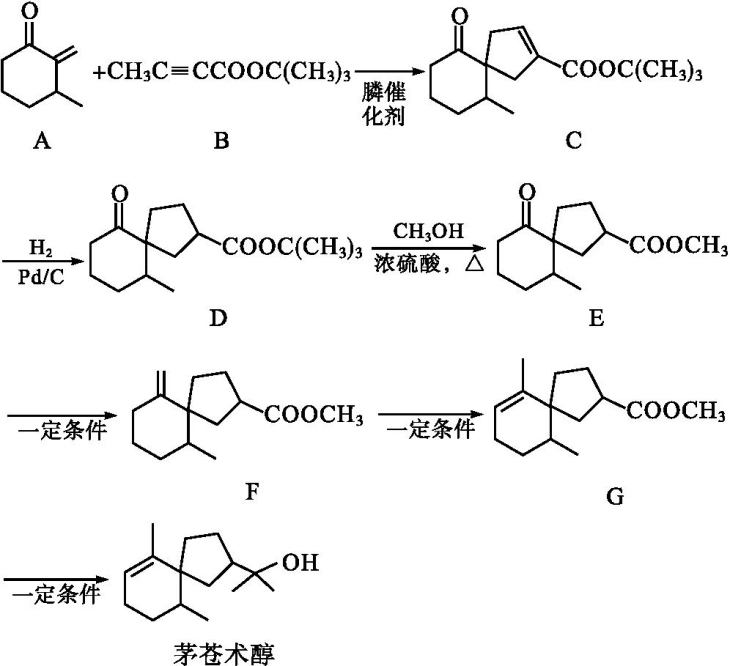 O
+CH3C≡CCOOC(CH3)3
膦催
化剂
O
COOC(CH3)3
A
B
C
H2
Pd/C
O
COOC(CH3)3
CH3OH
浓硫酸，△
O
COOCH3
D
E
一定条件
COOCH3
一定条件
COOCH3
F
G
一定条件
OH
茅苍术醇